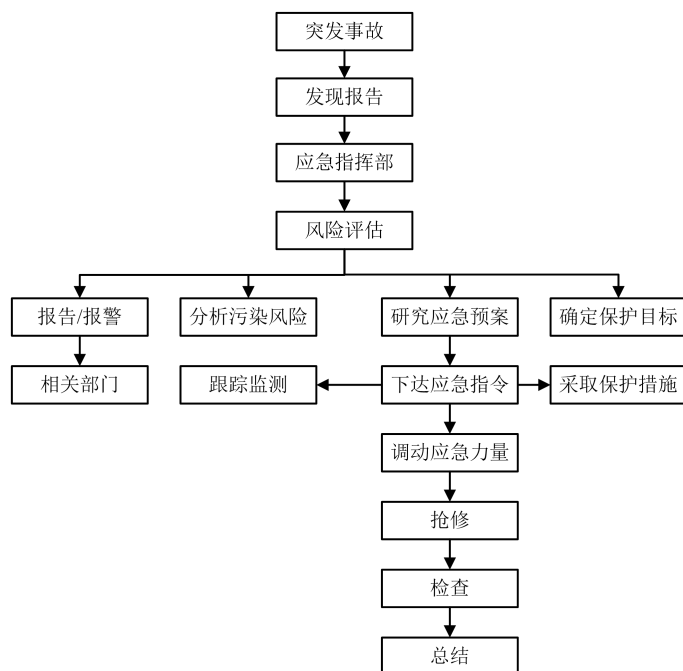 突发事故
发现报告
应急指挥部
风险评估
报告/报警
分析污染风险
研究应急预案
确定保护目标
相关部门
跟踪监测
下达应急指令
采取保护措施
调动应急力量
抢修
检查
总结